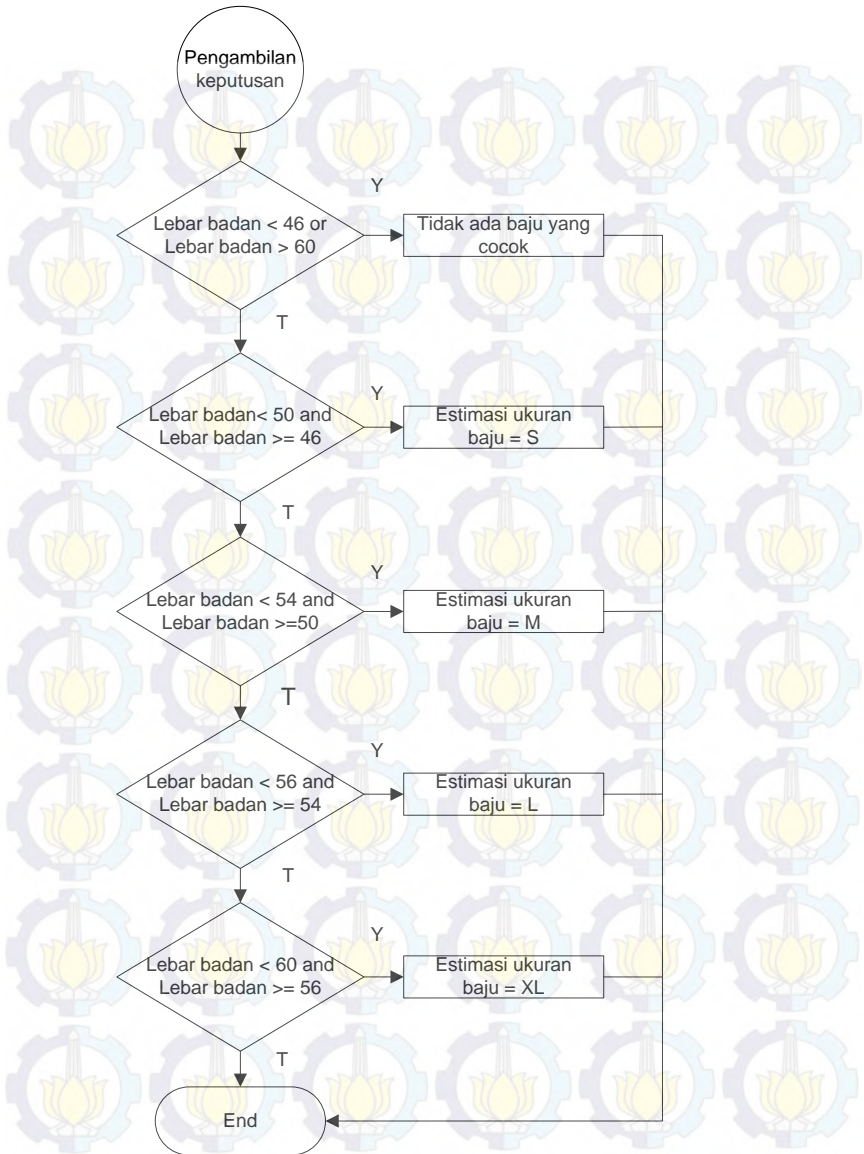 Pengambilan
keputusan
Y
Lebar badan < 46 or
Lebar badan > 60
Tidak ada baju yang
cocok
T
Y
Lebar badan< 50 and
Lebar badan >= 46
Estimasi ukuran
baju = S
T
Y
Lebar badan < 54 and
Lebar badan >=50
Estimasi ukuran
baju = M
T
Y
Lebar badan < 56 and
Lebar badan >= 54
Estimasi ukuran
baju = L
T
Y
Lebar badan < 60 and
Lebar badan >= 56
Estimasi ukuran
baju = XL
T
End